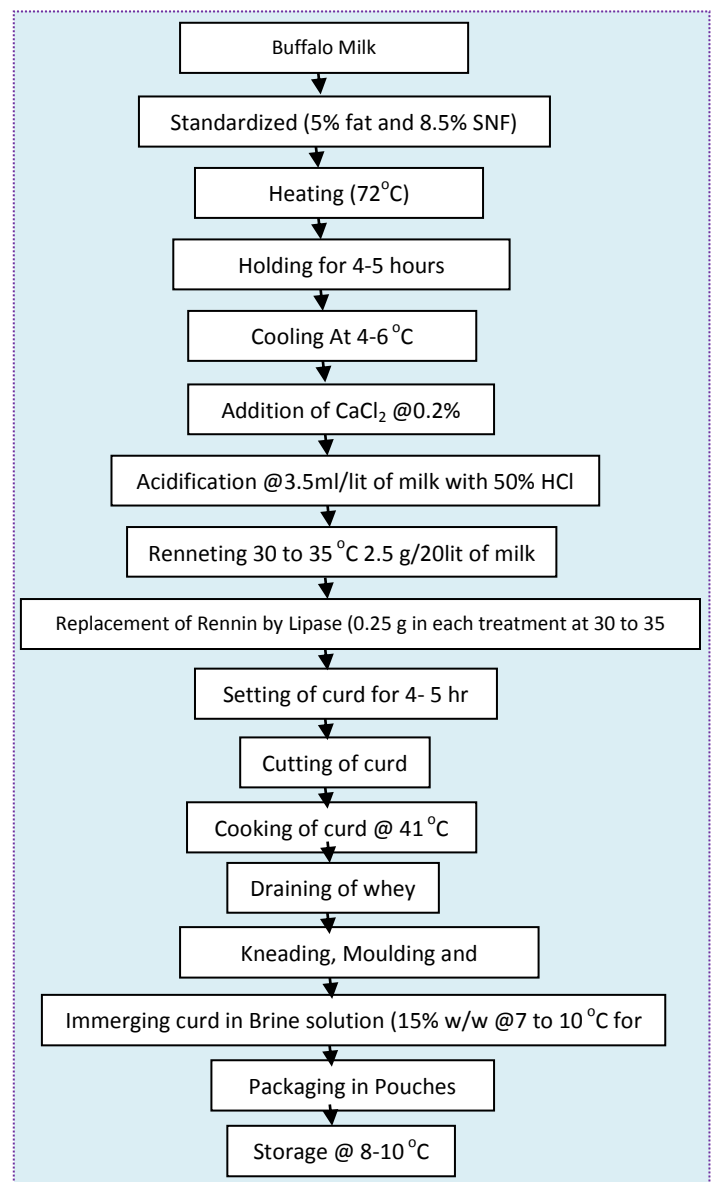 Buffalo Milk
Standardized (5% fat and 8.5% SNF)
Heating (72°C)
Holding for 4-5 hours
Cooling At 4-6 °C
Addition of CaCl₂ @0.2%
Acidification @3.5ml/lit of milk with 50% HCl
Renneting 30 to 35 °C 2.5 g/20lit of milk
Replacement of Rennin by Lipase (0.25 g in each treatment at 30 to 35
Setting of curd for 4- 5 hr
Cutting of curd
Cooking of curd @ 41 °C
Draining of whey
Kneading, Moulding and
Immerging curd in Brine solution (15% w/w @7 to 10 °C for
Packaging in Pouches
Storage @ 8-10 °C